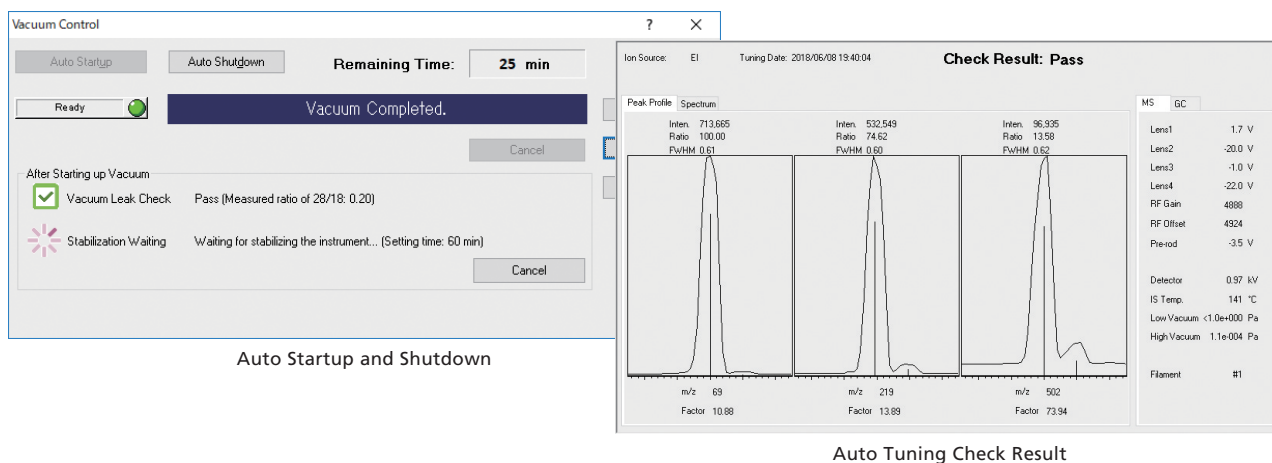 Vacuum Control
? ×
Auto Startup
Auto Shutdown
Remaining Time:
25 min
Ready
Vacuum Completed.
Cancel
After Starting up Vacuum
Vacuum Leak Check
Pass (Measured ratio of 28/18: 0.20)
Stabilization Waiting
Waiting for stabilizing the instrument... (Setting time: 60 min)
Cancel
Auto Startup and Shutdown
Ion Source: EI
Tuning Date: 2018/06/08 19:40:04
Check Result: Pass
Peak Profile
Spectrum
Inten. 713,665
Ratio 100.00
FWHM 0.61
m/z 69
Factor 10.88
Inten. 532,549
Ratio 74.62
FWHM 0.60
m/z 219
Factor 13.89
Inten. 96,935
Ratio 13.58
FWHM 0.62
m/z 502
Factor 73.94
MS
GC
Lens1 1.7 V
Lens2 -20.0 V
Lens3 -1.0 V
Lens4 -22.0 V
RF Gain 4888
RF Offset 4924
Pre-rod -3.5 V
Detector 0.97 kV
IS Temp. 141 °C
Low Vacuum <1.0e+000 Pa
High Vacuum 1.1e-004 Pa
Filament #1
Auto Tuning Check Result